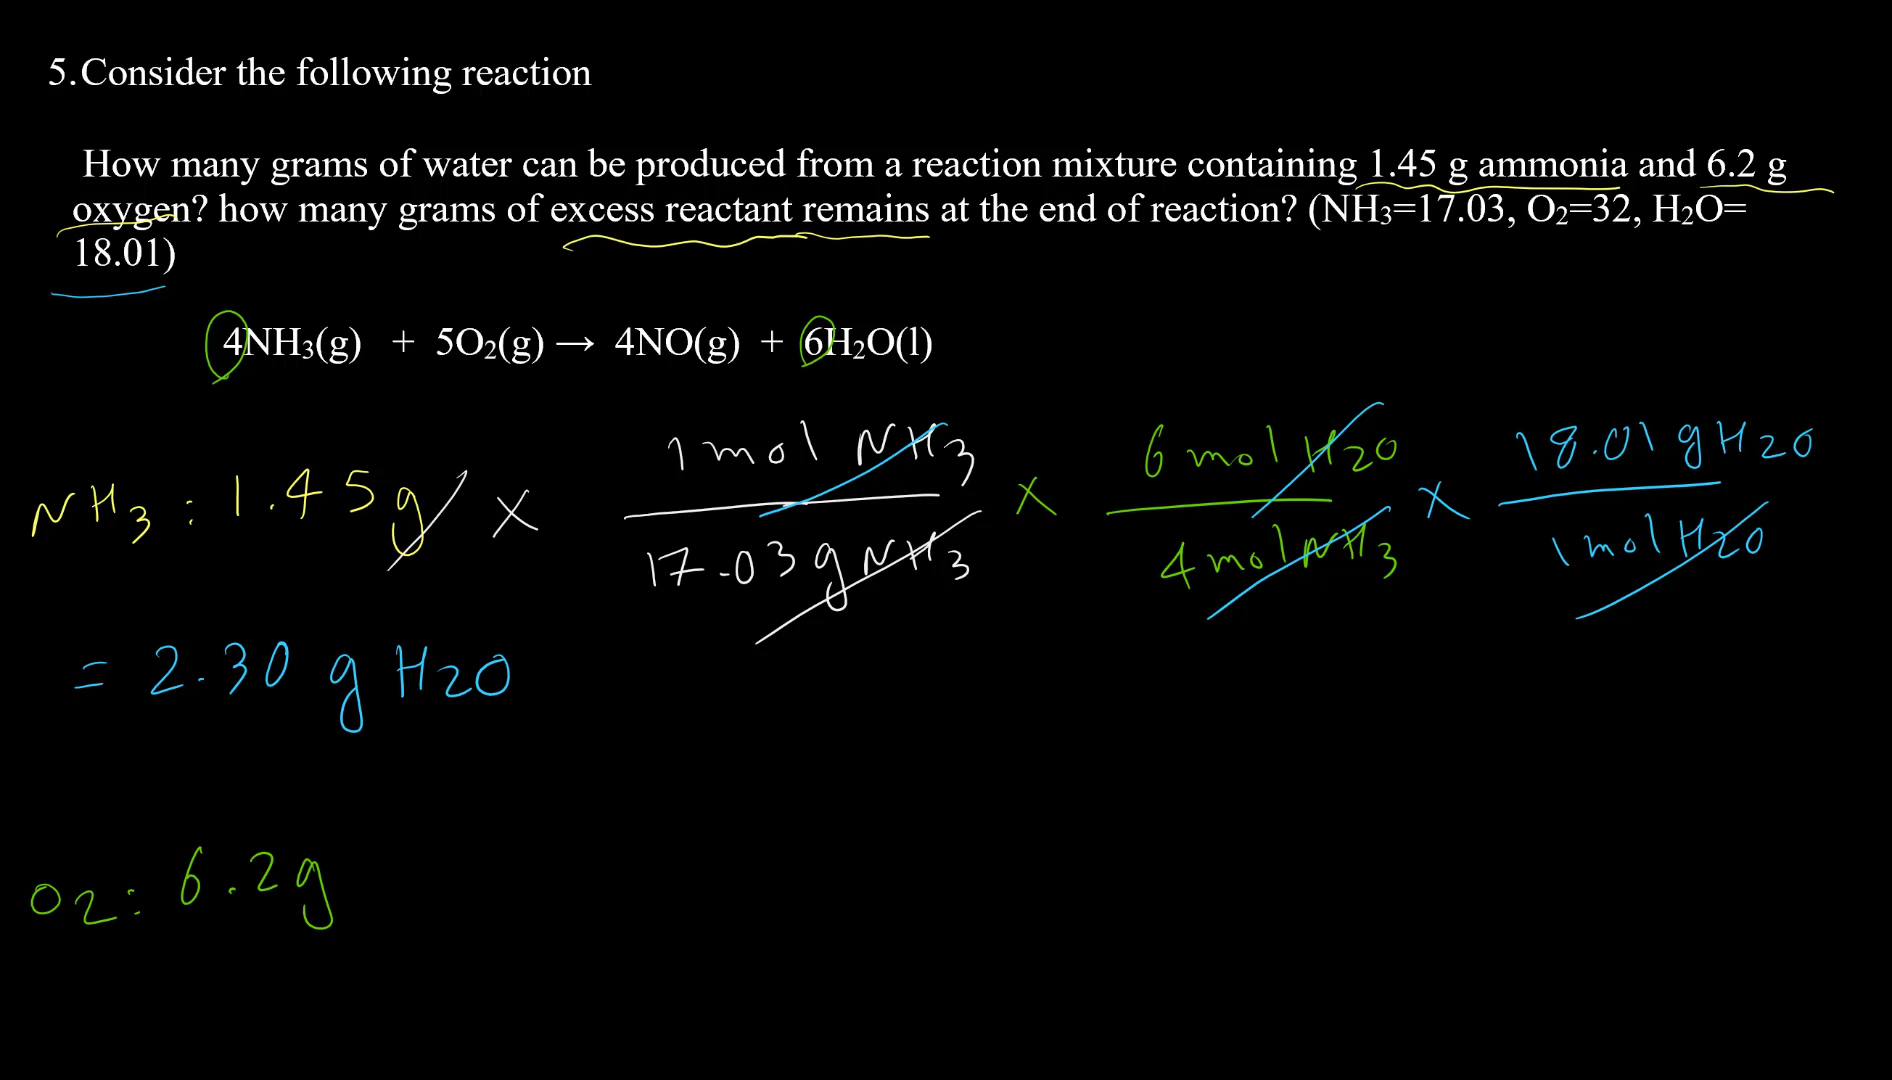 5. Consider the following reaction
How many grams of water can be produced from a reaction mixture containing 1.45 g ammonia and 6.2 g
oxygen? how many grams of excess reactant remains at the end of reaction? (NH3=17.03, O2=32, H2O=
18.01)
4NH3(g) + 5O2(g) → 4NO(g) + 6H2O(l)
1 mol NH3 6 mol H2O 18.01 g H2O
NH3 : 1.45 g × × ×
17.03 g NH3 4 mol NH3 1 mol H2O
= 2.30 g H2O
O2: 6.2 g